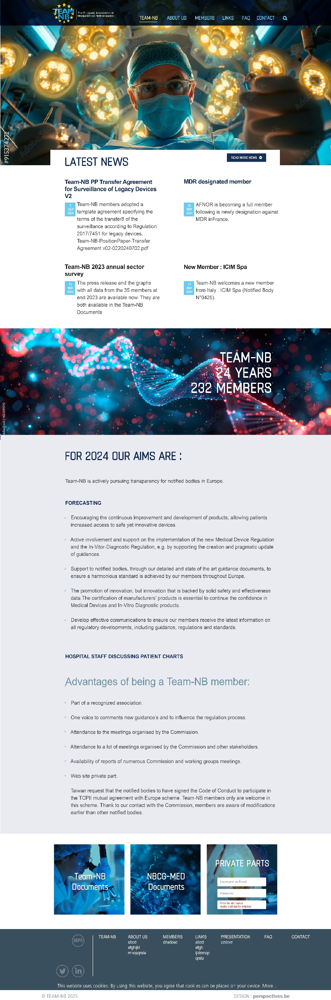 TEAM
NB
The European Association of
Medical devices Notified Bodies
TEAM-NB ABOUT US MEMBERS LINKS FAQ CONTACT
#915374272
LATEST NEWS
READ MORE NEWS
Team-NB PP Transfer Agreement
for Surveillance of Legacy Devices
V2
2
JULY
2024
Team-NB members adopted a
template agreement specifying the
terms of the transfer8 of the
surveillance according to Regulation
2017/7451 for legacy devices.
Team-NB-PositionPaper-Transfer
Agreement v02-0220240702.pdf
MDR designated member
MAY
2024
AFNOR is becoming a full member
following is newly designation against
MDR inFrance.
Team-NB 2023 annual sector
survey
15
MAY
2024
The press release and the graphs
with all data from the 35 members at
end 2023 are available now. They are
both available in the Team-NB
Documents
New Member : ICIM Spa
14
MAY
2024
Team-NB welcomes a new member
from Italy : ICIM Spa (Notified Body
N°0425).
TEAM-NB
24 YEARS
232 MEMBERS
FOR 2024 OUR AIMS ARE :
Team-NB is actively pursuing transparency for notified bodies in Europe.
FORECASTING
• Encouraging the continuous improvement and development of products, allowing patients
increased access to safe yet innovative devices.
• Active involvement and support on the implementation of the new Medical Device Regulation
and the In-Vitor-Diagnostic Regulation, e.g. by supporting the creation and pragmatic update
of guidances.
• Support to notified bodies, through our detailed and state of the art guidance documents, to
ensure a harmonious standard is achieved by our members throughout Europe.
• The promotion of innovation, but innovation that is backed by solid safety and effectiveness
data.The certification of manufacturers' products is essential to continue the confidence in
Medical Devices and In-Vitro Diagnostic products.
• Develop effective communications to ensure our members receive the latest information on
all regulatory developments, including guidance, regulations and standards.
HOSPITAL STAFF DISCUSSING PATIENT CHARTS
Advantages of being a Team-NB member:
• Part of a recognized association.
• One voice to comments new guidance's and to influence the regulation process.
• Attendance to the meetings organised by the Commission.
• Attendance to a lot of meetings organised by the Commission and other stakeholders.
• Availability of reports of numerous Commission and working groups meetings.
• Web site private part.
Taiwan request that the notified bodies to have signed the Code of Conduct to participate in
the TCPII mutual agreement with Europe scheme. Team-NB members only are welcome in
this scheme. Thank to our contact with the Commission, members are aware of modifications
earlier than other notified bodies.
Team-NB
Documents
NBCG-MED
Documents
PRIVATE PARTS
Username or Email
Password
Error for site owner:
Invalid domain for site key
GDPR
TEAM-NB
ABOUT US
abcd
efghijkl
mnopqrste
MEMBERS
dzaddec
LINKS
abcd
efgh
ijklmnop
qrstu
PRESENTATION
czdcvz
FAQ
CONTACT
in
This website uses cookies. By using this website, you agree that cookies can be placed on your device. More...
© TEAM-NB 2025
DESIGN : perspectives.be